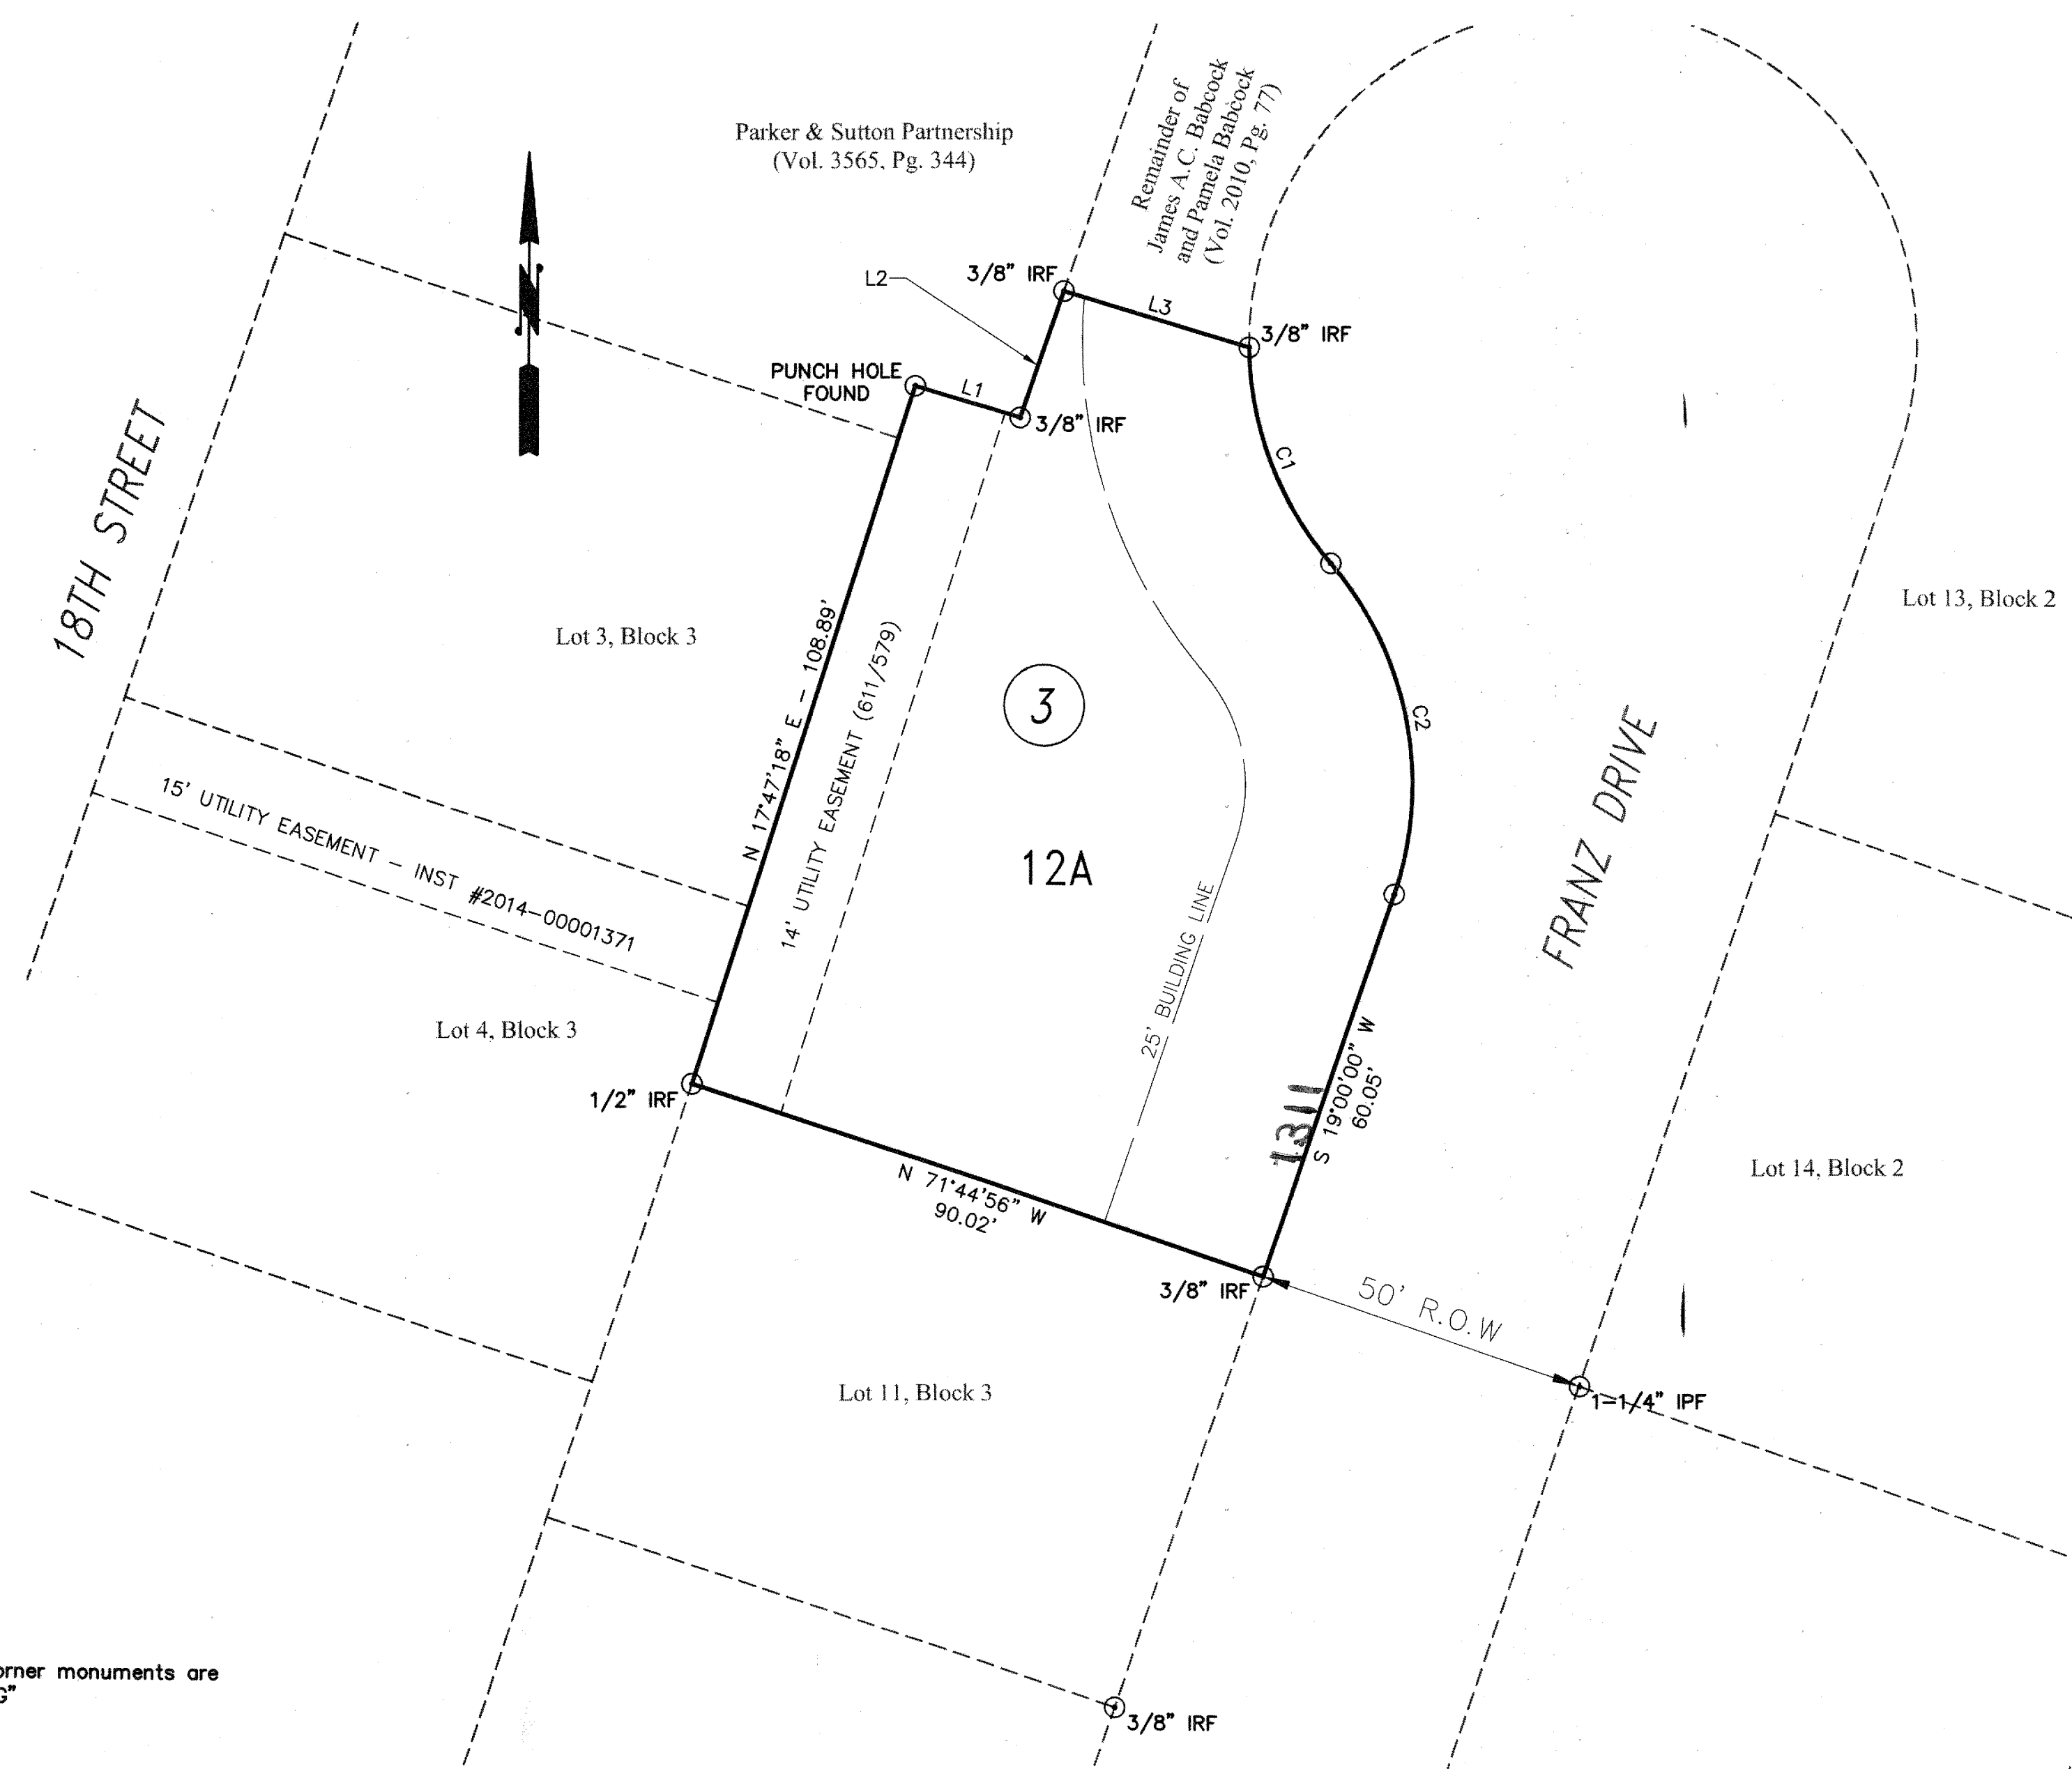 Parker & Sutton Partnership
(Vol. 3565, Pg. 344)
Remainder of
James A.C. Babcock
and Pamela Babcock
(Vol. 2010, Pg. 77)
N
L2
3/8" IRF
L3
3/8" IRF
PUNCH HOLE
FOUND
L1
3/8" IRF
C1
18TH STREET
Lot 3, Block 3
N 17°47'18" E - 108.89'
14' UTILITY EASEMENT (611/579)
3
12A
C2
Lot 13, Block 2
FRANZ DRIVE
15' UTILITY EASEMENT - INST #2014-00001371
25' BUILDING LINE
Lot 4, Block 3
1/2" IRF
1311
S 19°00'00" W
60.05'
Lot 14, Block 2
N 71°44'56" W
90.02'
3/8" IRF
50' R.O.W
1-1/4" IPF
Lot 11, Block 3
monuments are
3/8" IRF